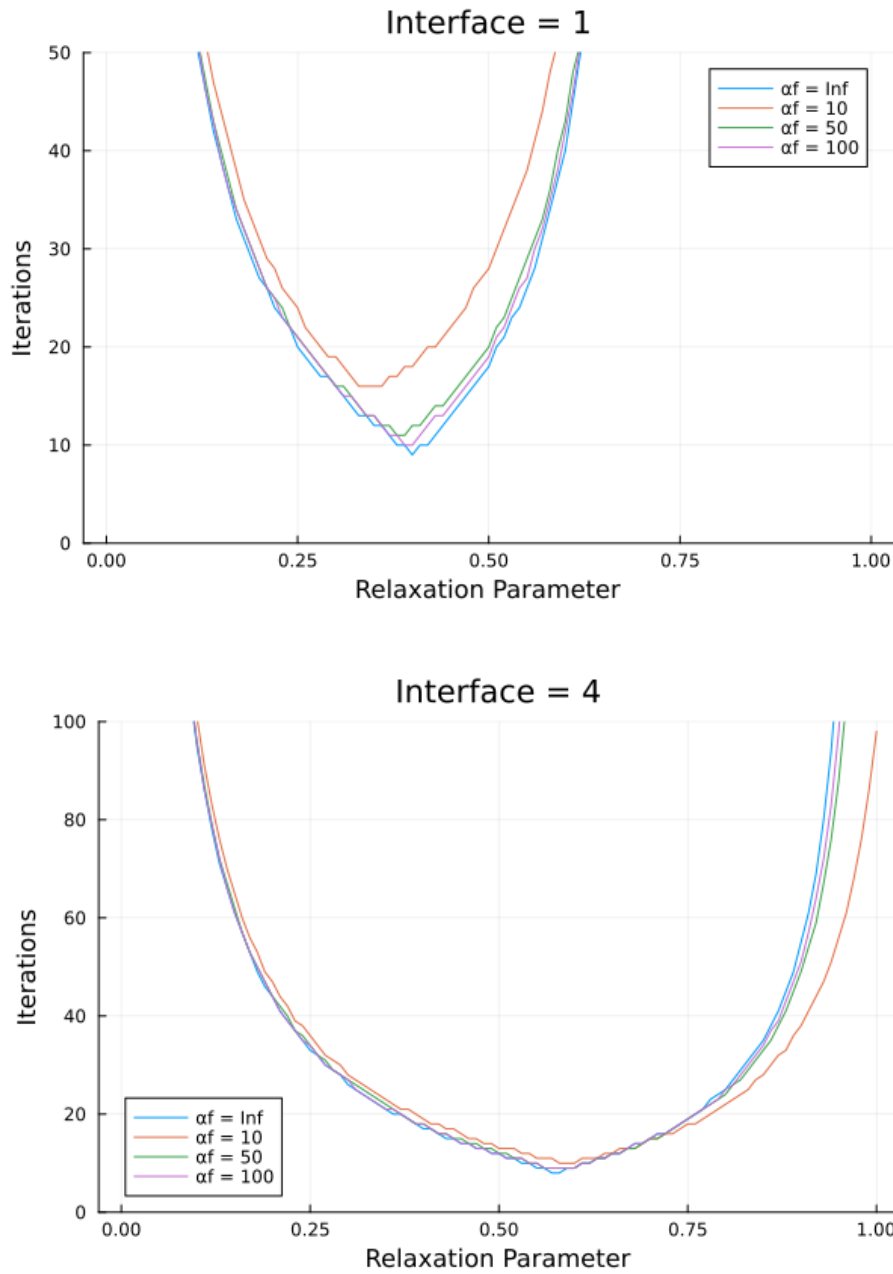 Interface = 1
50
40
30
20
10
0
Iterions
αf = Inf
αf = 10
αf = 50
αf = 100
0.00 0.25 0.50 0.75 1.00
Relaxation Parameter
Interface = 4
100
80
60
40
20
0
Iterions
αf = Inf
αf = 10
αf = 50
αf = 100
0.00 0.25 0.50 0.75 1.00
Relaxation Parameter